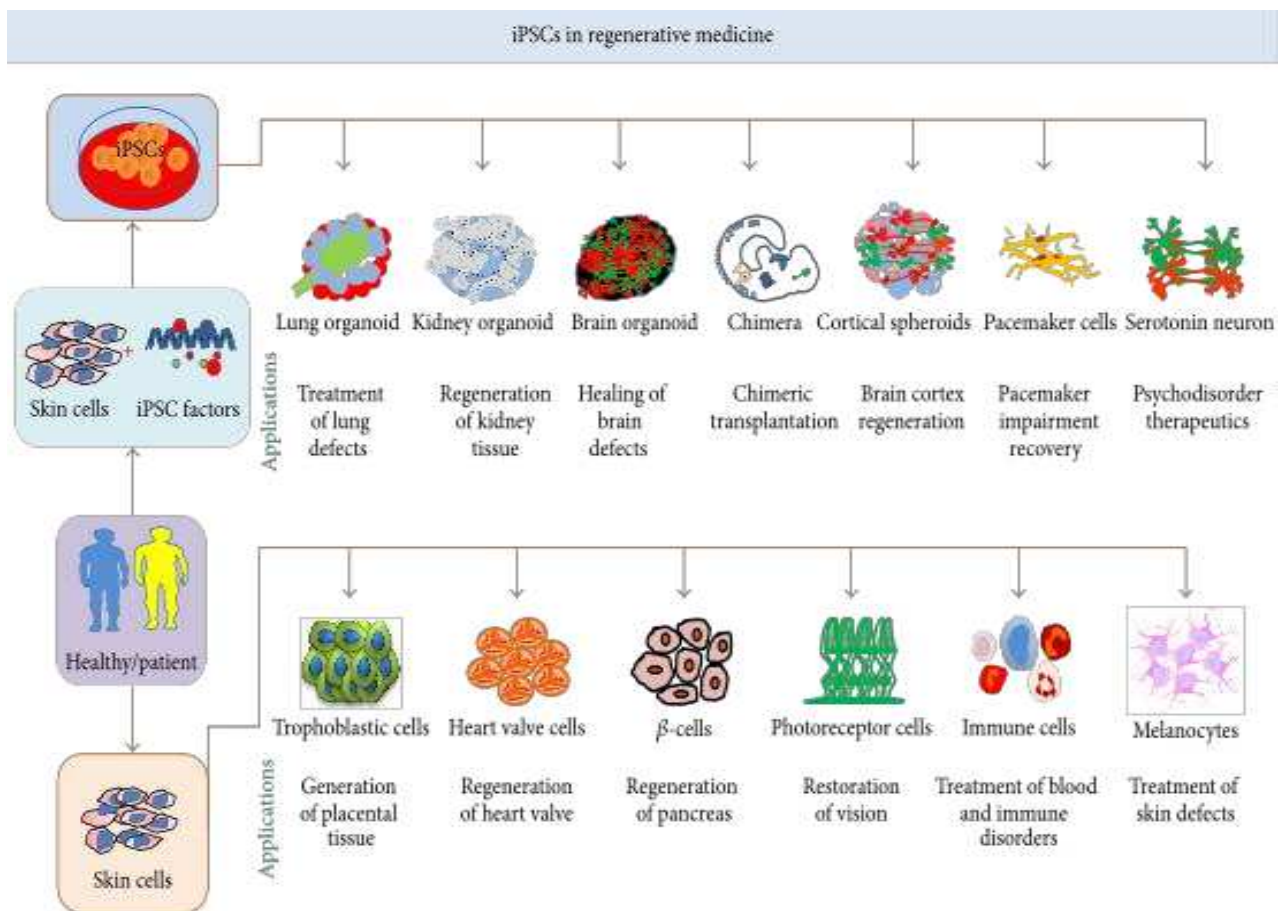 iPSCs in regenerative medicine
iPSCs
Skin cells
+
iPSC factors
Healthy/patient
Skin cells
Lung organoid
Kidney organoid
Brain organoid
Chimera
Cortical spheroids
Pacemaker cells
Serotonin neuron
Applications
Treatment
of lung
defects
Regeneration
of kidney
tissue
Healing of
brain
defects
Chimeric
transplantation
Brain cortex
regeneration
Pacemaker
impairment
recovery
Psychodisorder
therapeutics
Trophoblastic cells
Heart valve cells
β-cells
Photoreceptor cells
Immune cells
Melanocytes
Applications
Generation
of placental
tissue
Regeneration
of heart valve
Regeneration
of pancreas
Restoration
of vision
Treatment of blood
and immune
disorders
Treatment of
skin defects